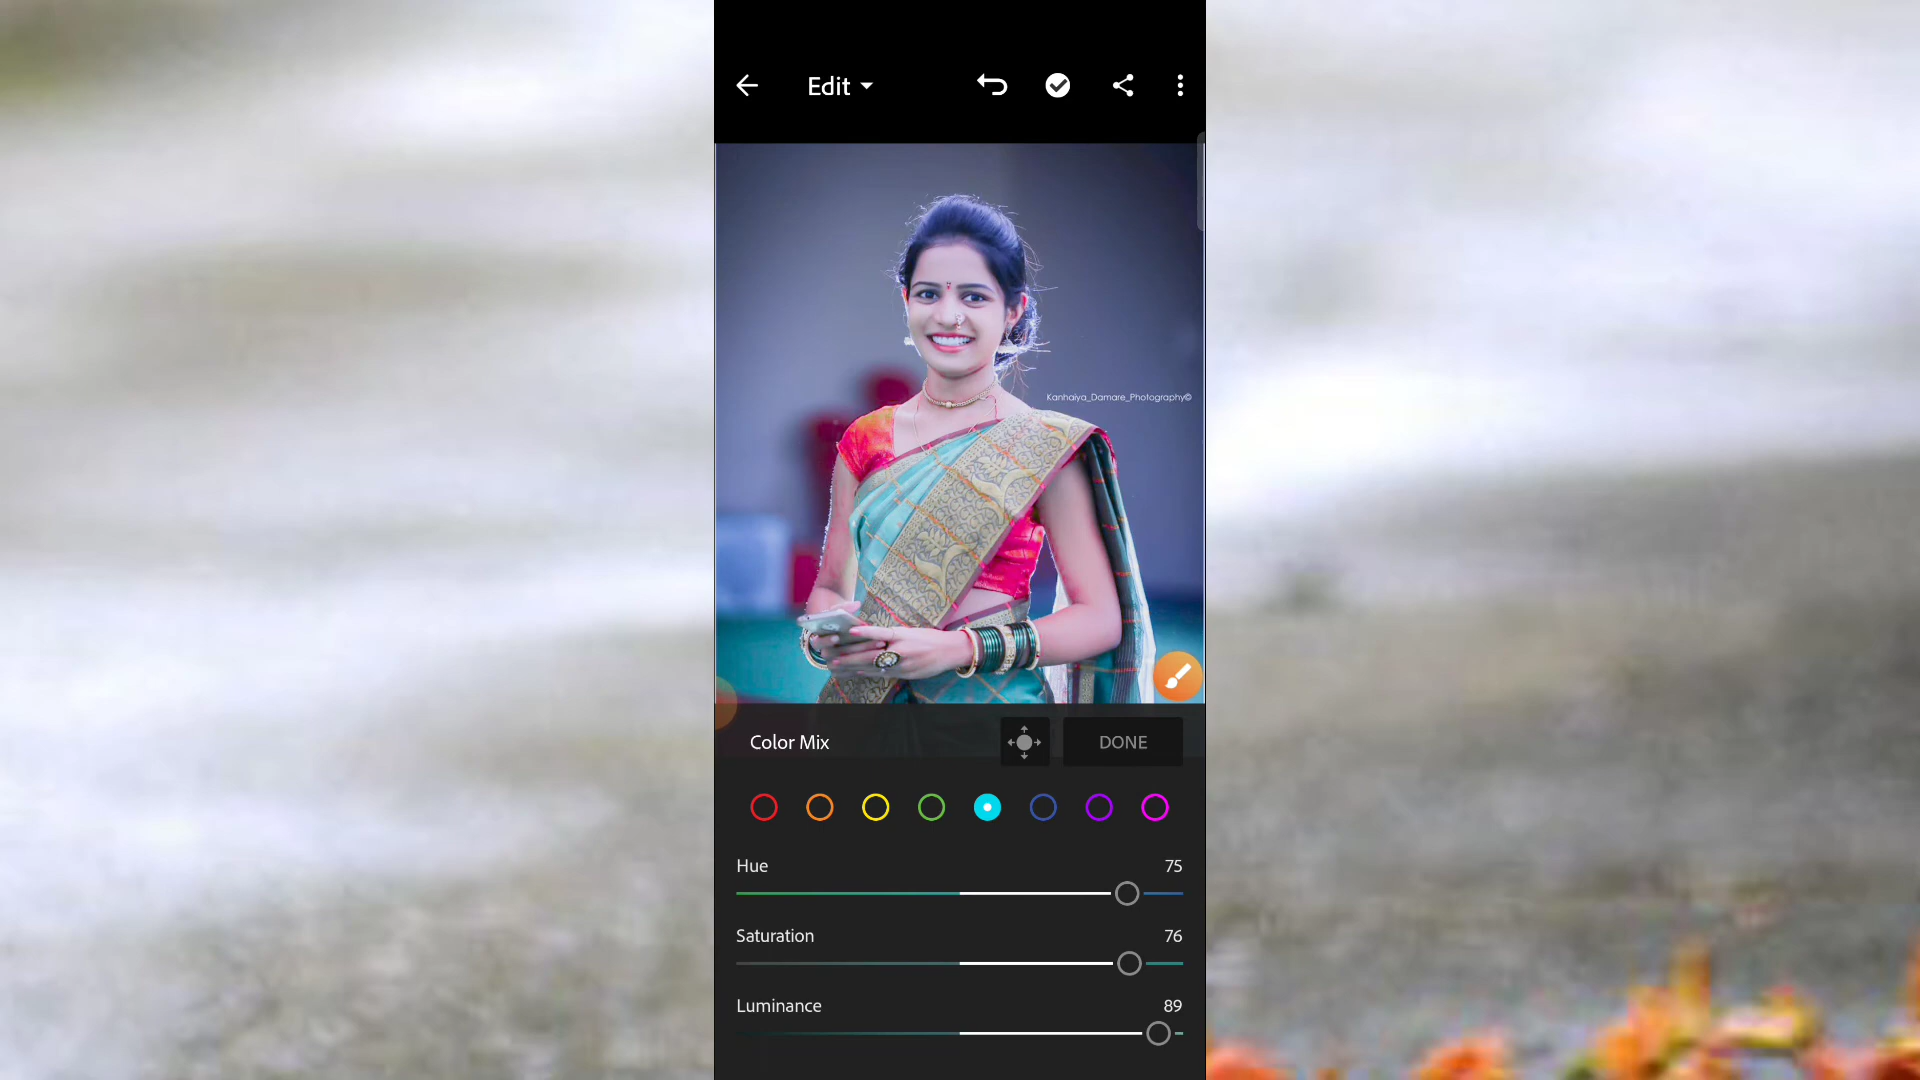 Edit
Kanhaiya_Damare_Photography©
Color Mix
DONE
Hue 75
Saturation 76
Luminance 89